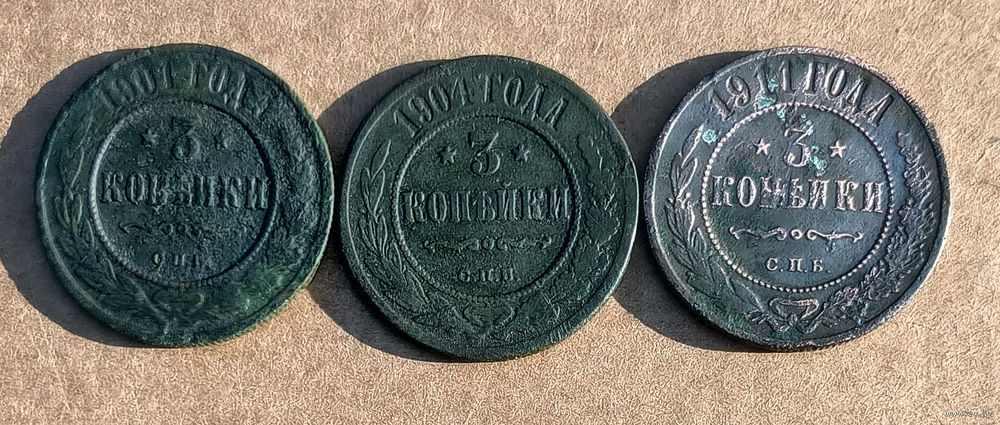 1901 ГОДА
3
КОПѢЙКИ
С.П.Б.
1904 ГОДА
3
КОПѢЙКИ
С.П.Б.
1911 ГОДА
3
КОПѢЙКИ
С.П.Б.